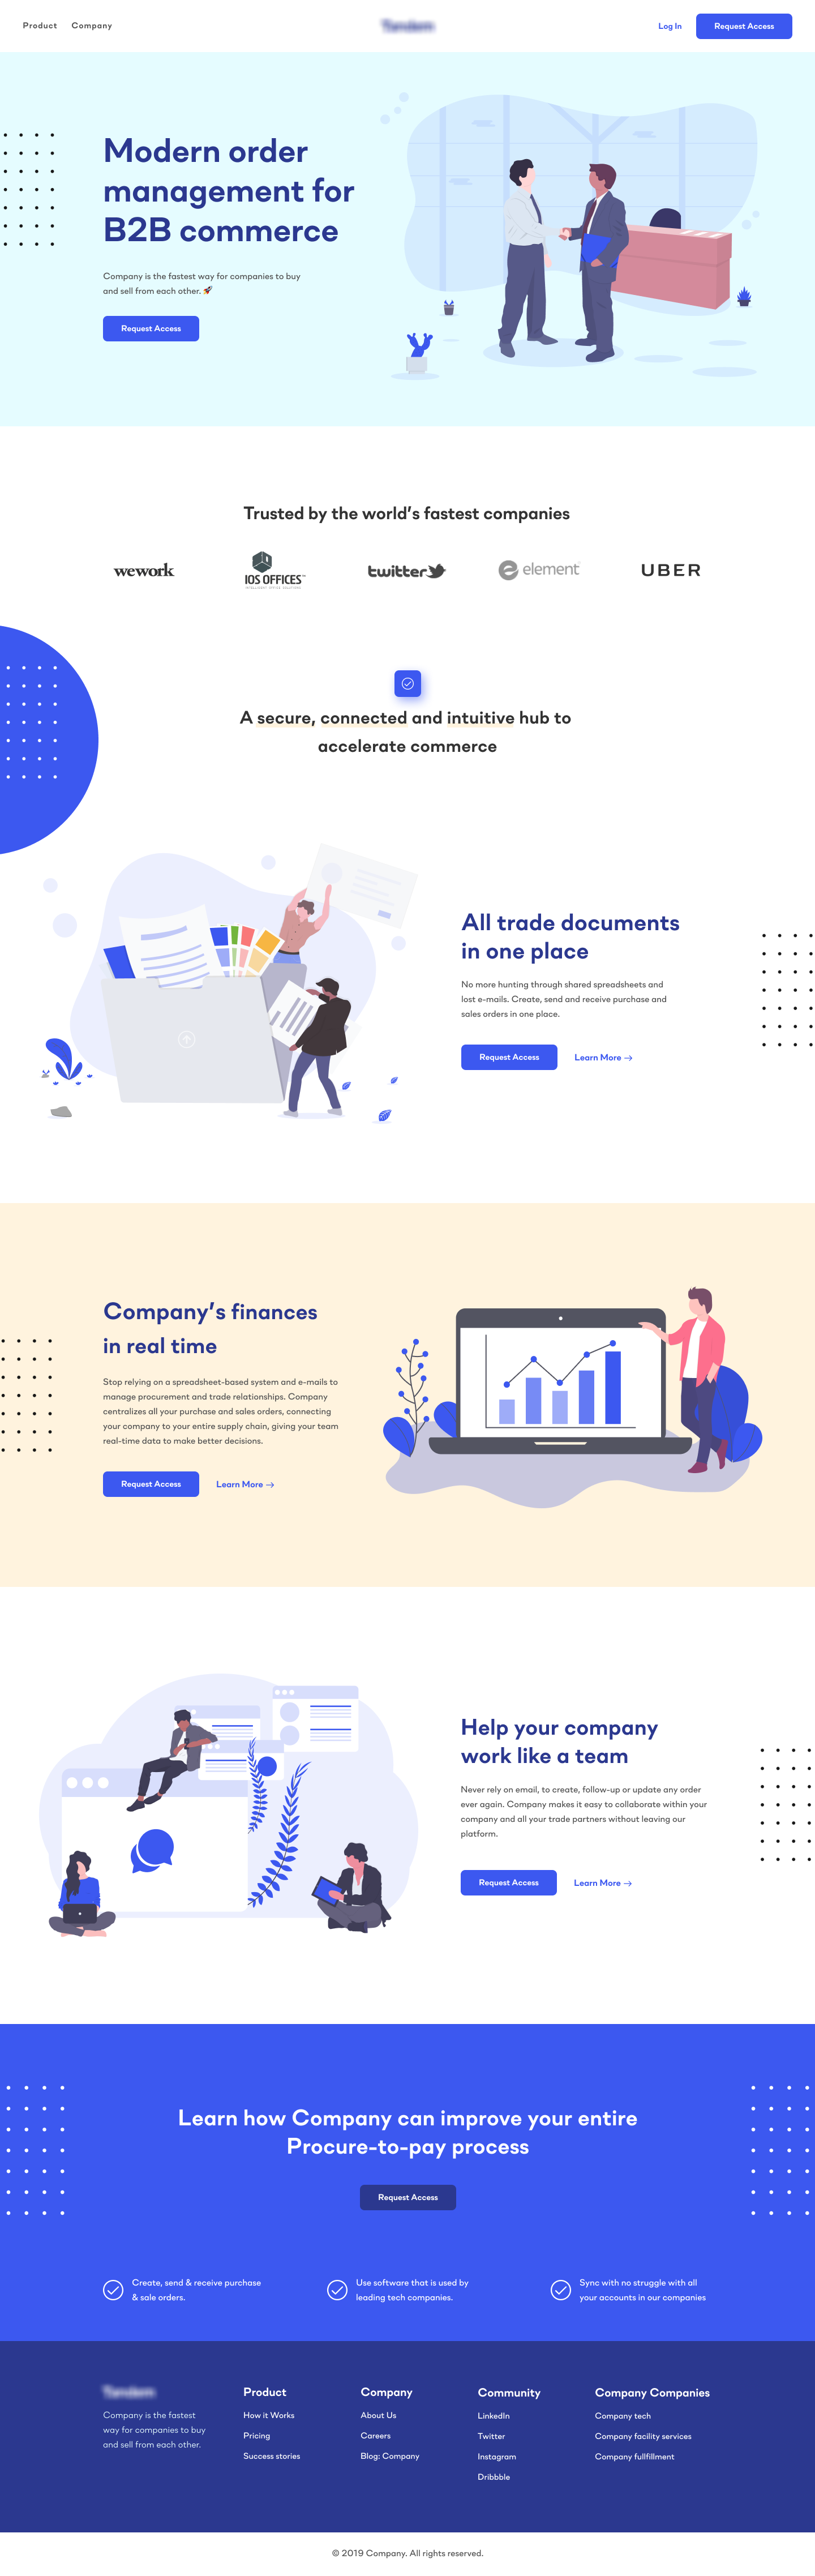 Product Company
Log In
Request Access
Modern order
management for
B2B commerce
Company is the fastest way for companies to buy
and sell from each other. 🚀
Request Access
Trusted by the world's fastest companies
wework
IOS OFFICES
twitter
element
UBER
A secure, connected and intuitive hub to
accelerate commerce
All trade documents
in one place
No more hunting through shared spreadsheets and
lost e-mails. Create, send and receive purchase and
sales orders in one place.
Request Access
Learn More →
Company's finances
in real time
Stop relying on a spreadsheet-based system and e-mails to
manage procurement and trade relationships. Company
centralizes all your purchase and sales orders, connecting
your company to your entire supply chain, giving your team
real-time data to make better decisions.
Request Access
Learn More →
Help your company
work like a team
Never rely on email, to create, follow-up or update any order
ever again. Company makes it easy to collaborate within your
company and all your trade partners without leaving our
platform.
Request Access
Learn More →
Learn how Company can improve your entire
Procure-to-pay process
Request Access
Create, send & receive purchase
& sale orders.
Use software that is used by
leading tech companies.
Sync with no struggle with all
your accounts in our companies
Company is the fastest
way for companies to buy
and sell from each other.
Product
How it Works
Pricing
Success stories
Company
About Us
Careers
Blog: Company
Community
LinkedIn
Twitter
Instagram
Dribbble
Company Companies
Company tech
Company facility services
Company fullfillment
© 2019 Company. All rights reserved.